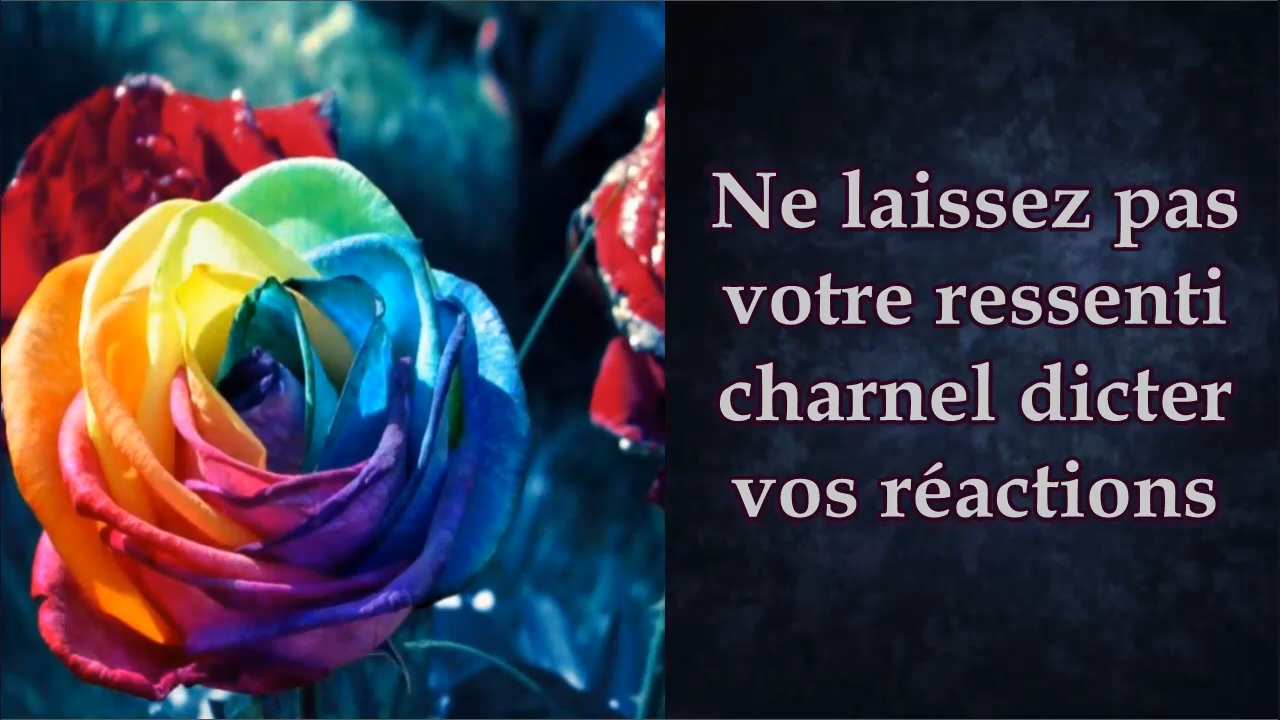 Ne laissez pas
votre ressenti
charnel dicter
vos réactions